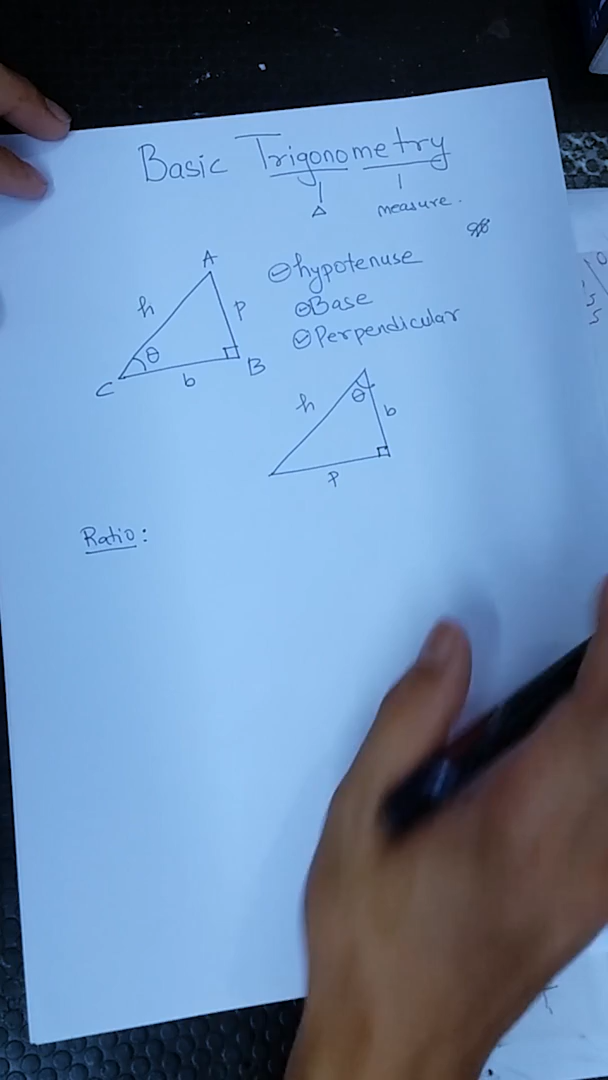 Basic Trigonometry
Δ measure.
A
h p
θ
C b B
⊖hypotenuse
⊖Base
⊖Perpendicular
θ
h b
p
Ratio: